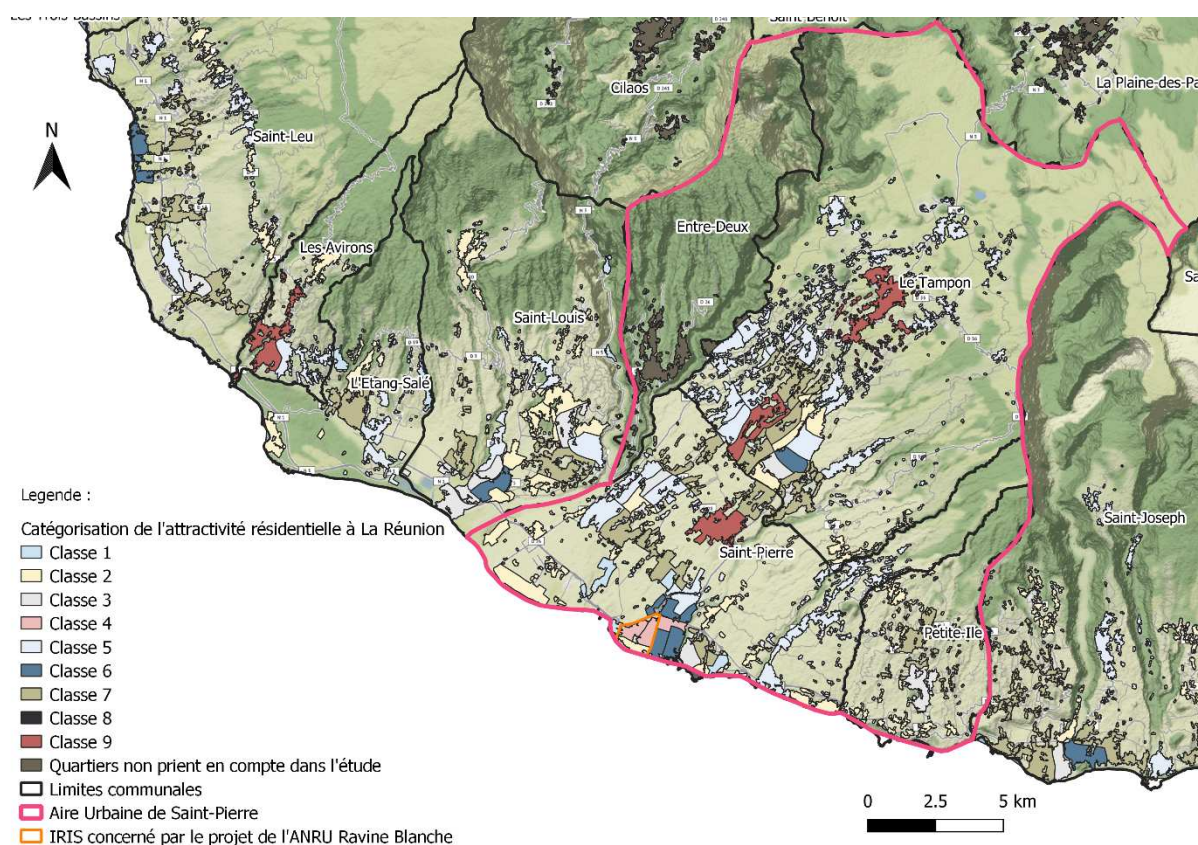 Saint-Benoît
Cilaos
La Plaine-des-Pa
Saint-Leu
Entre-Deux
Les Avirons
Le Tampon
Saint-Louis
L'Etang-Salé
Saint-Joseph
Saint-Pierre
Petite-Ile
N
Legende :
Catégorisation de l'attractivité résidentielle à La Réunion
Classe 1
Classe 2
Classe 3
Classe 4
Classe 5
Classe 6
Classe 7
Classe 8
Classe 9
Quartiers non prient en compte dans l'étude
Limites communales
Aire Urbaine de Saint-Pierre
IRIS concerné par le projet de l'ANRU Ravine Blanche
0 2.5 5 km